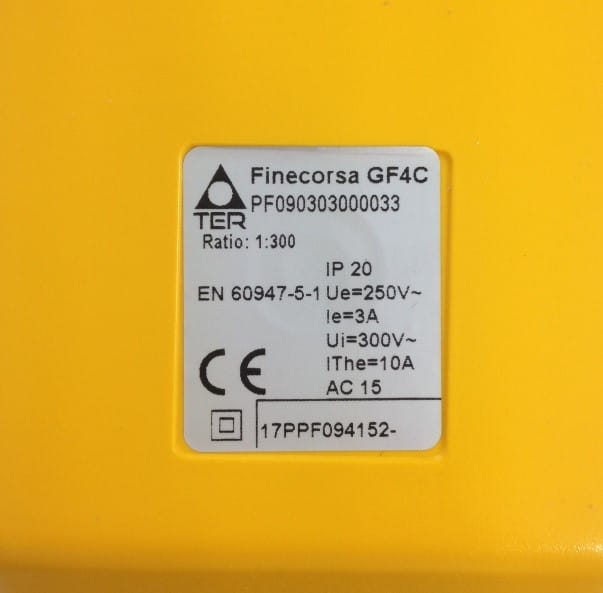 Finecorsa GF4C
TER
PF090303000033
Ratio: 1:300
IP 20
EN 60947-5-1 Ue=250V~
Ie=3A
Ui=300V~
IThe=10A
CE
AC 15
17PPF094152-